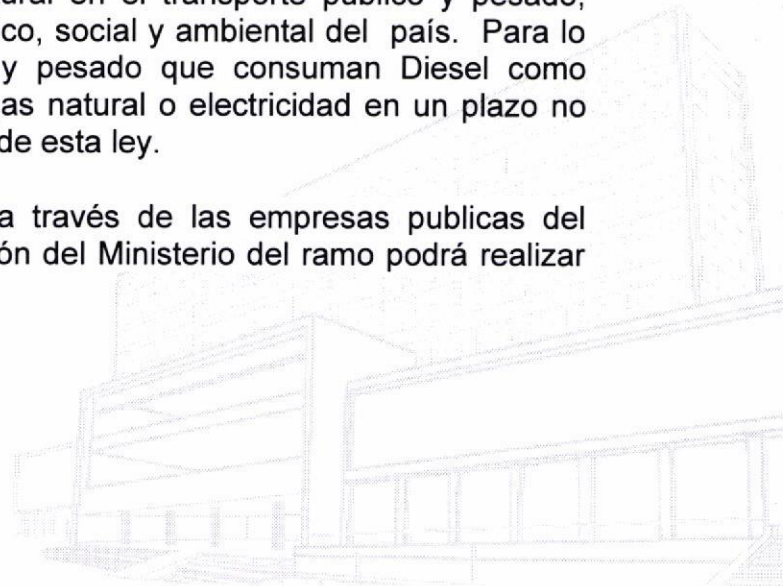 ural en el transporte público y pesado,
co, social y ambiental del país. Para lo
y pesado que consuman Diesel como
as natural o electricidad en un plazo no
de esta ley.
a través de las empresas publicas del
ón del Ministerio del ramo podrá realizar